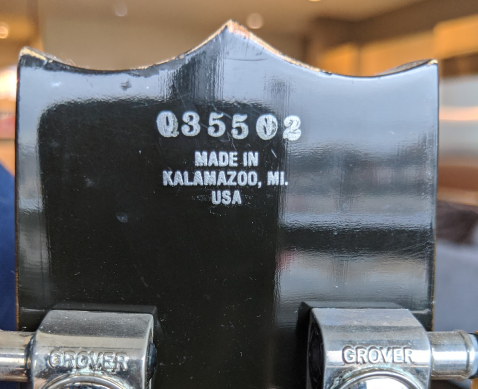 Q35502
MADE IN
KALAMAZOO, MI.
USA
GROVER GROVER